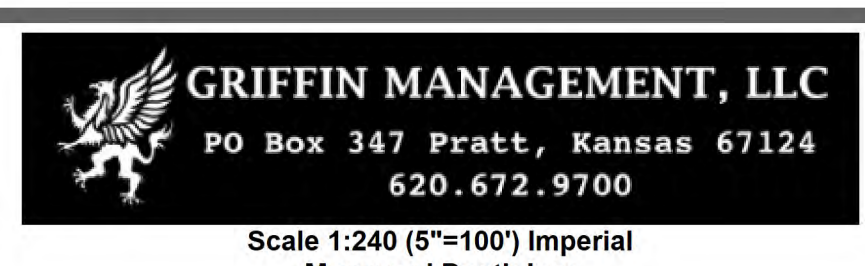 GRIFFIN MANAGEMENT, LLC
PO Box 347 Pratt, Kansas 67124
620.672.9700
Scale 1:240 (5"=100') Imperial